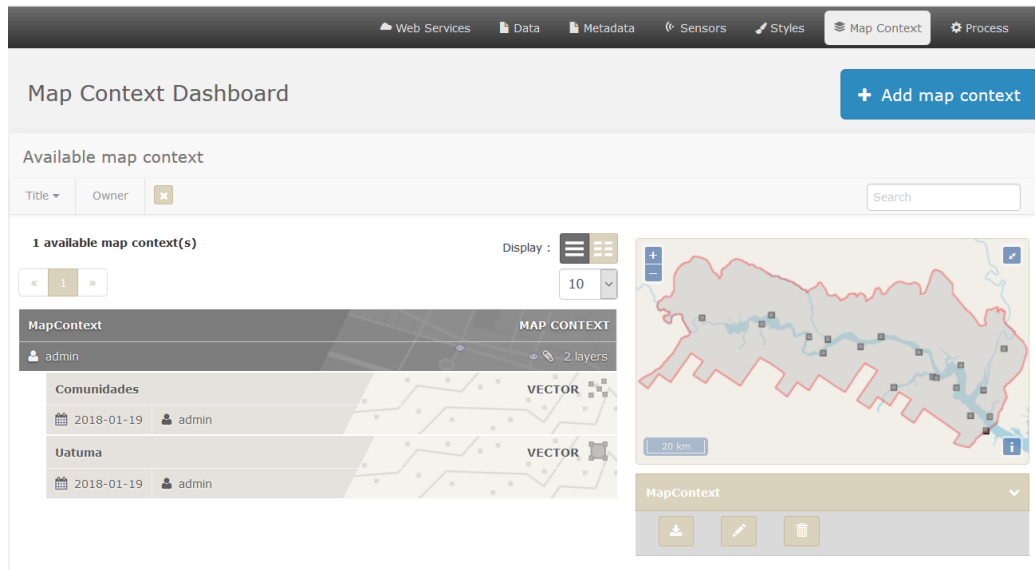 Web Services Data Metadata Sensors Styles Map Context Process
Map Context Dashboard
+ Add map context
Available map context
Title Owner
Search
1 available map context(s)
Display :
« 1 »
10
MapContext MAP CONTEXT
admin 2 layers
Comunidades VECTOR
2018-01-19 admin
Uatuma VECTOR
2018-01-19 admin
+
−
20 km
i
MapContext